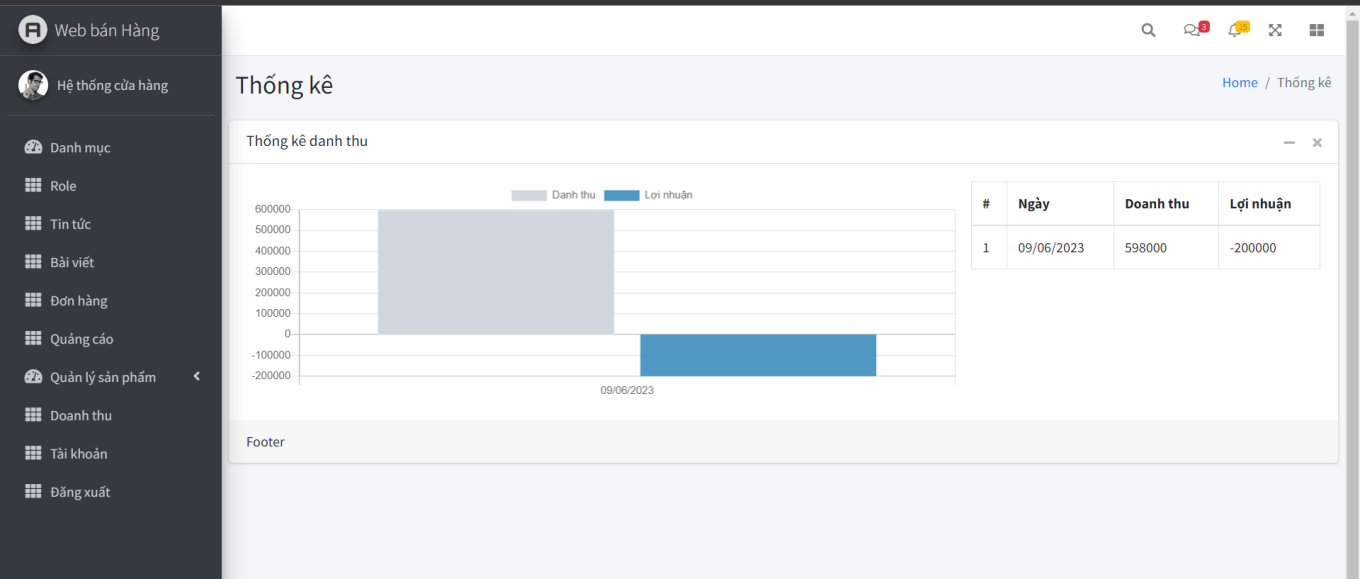 Web bán Hàng
3
15
Hệ thống cửa hàng
Thống kê
Home / Thống kê
Danh mục
Role
Tin tức
Bài viết
Đơn hàng
Quảng cáo
Quản lý sản phẩm
Doanh thu
Tài khoản
Đăng xuất
Thống kê danh thu
Danh thu
Lợi nhuận
600000
500000
400000
300000
200000
100000
0
-100000
-200000
09/06/2023
# Ngày Doanh thu Lợi nhuận
1 09/06/2023 598000 -200000
Footer